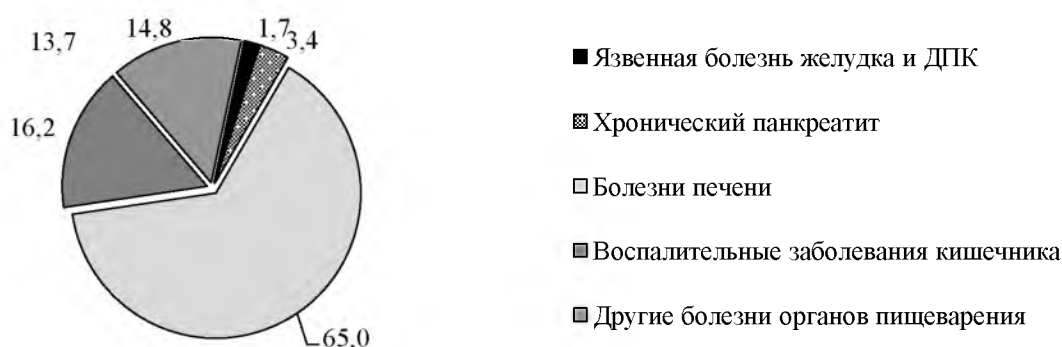 14,8
1,7
3,4
13,7
16,2
65,0
Язвенная болезнь желудка и ДПК
Хронический панкреатит
Болезни печени
Воспалительные заболевания кишечника
Другие болезни органов пищеварения